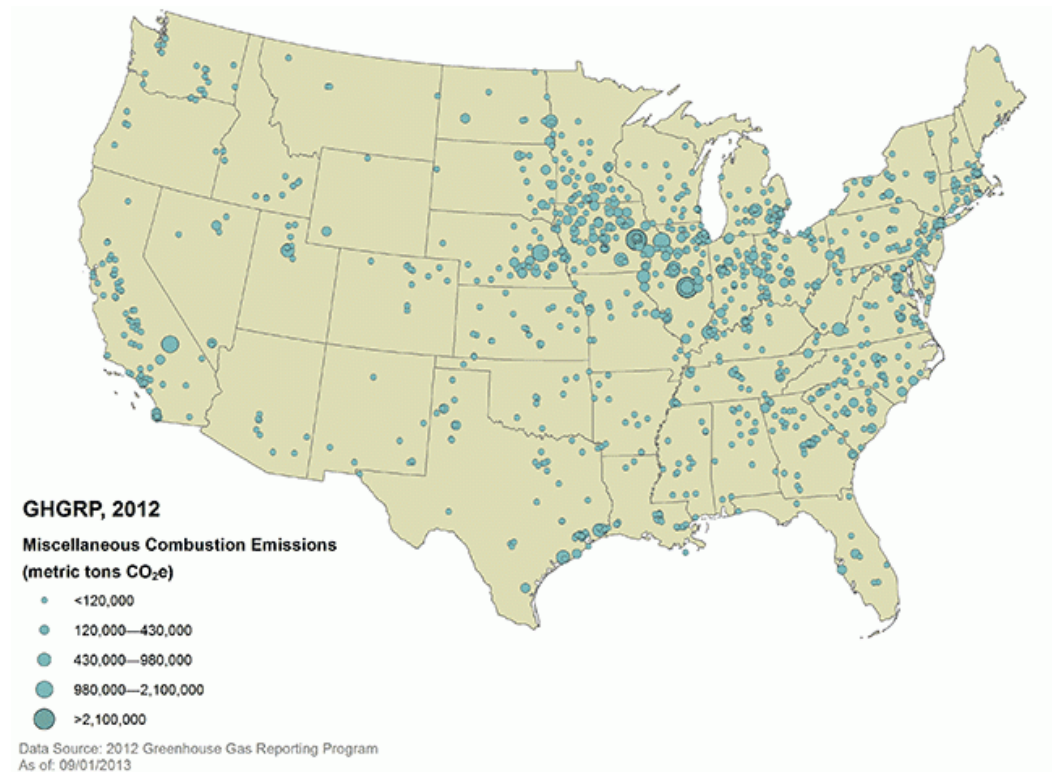 GHGRP, 2012
Miscellaneous Combustion Emissions
(metric tons CO₂e)
<120,000
120,000—430,000
430,000—980,000
980,000—2,100,000
>2,100,000
Data Source: 2012 Greenhouse Gas Reporting Program
As of: 09/01/2013